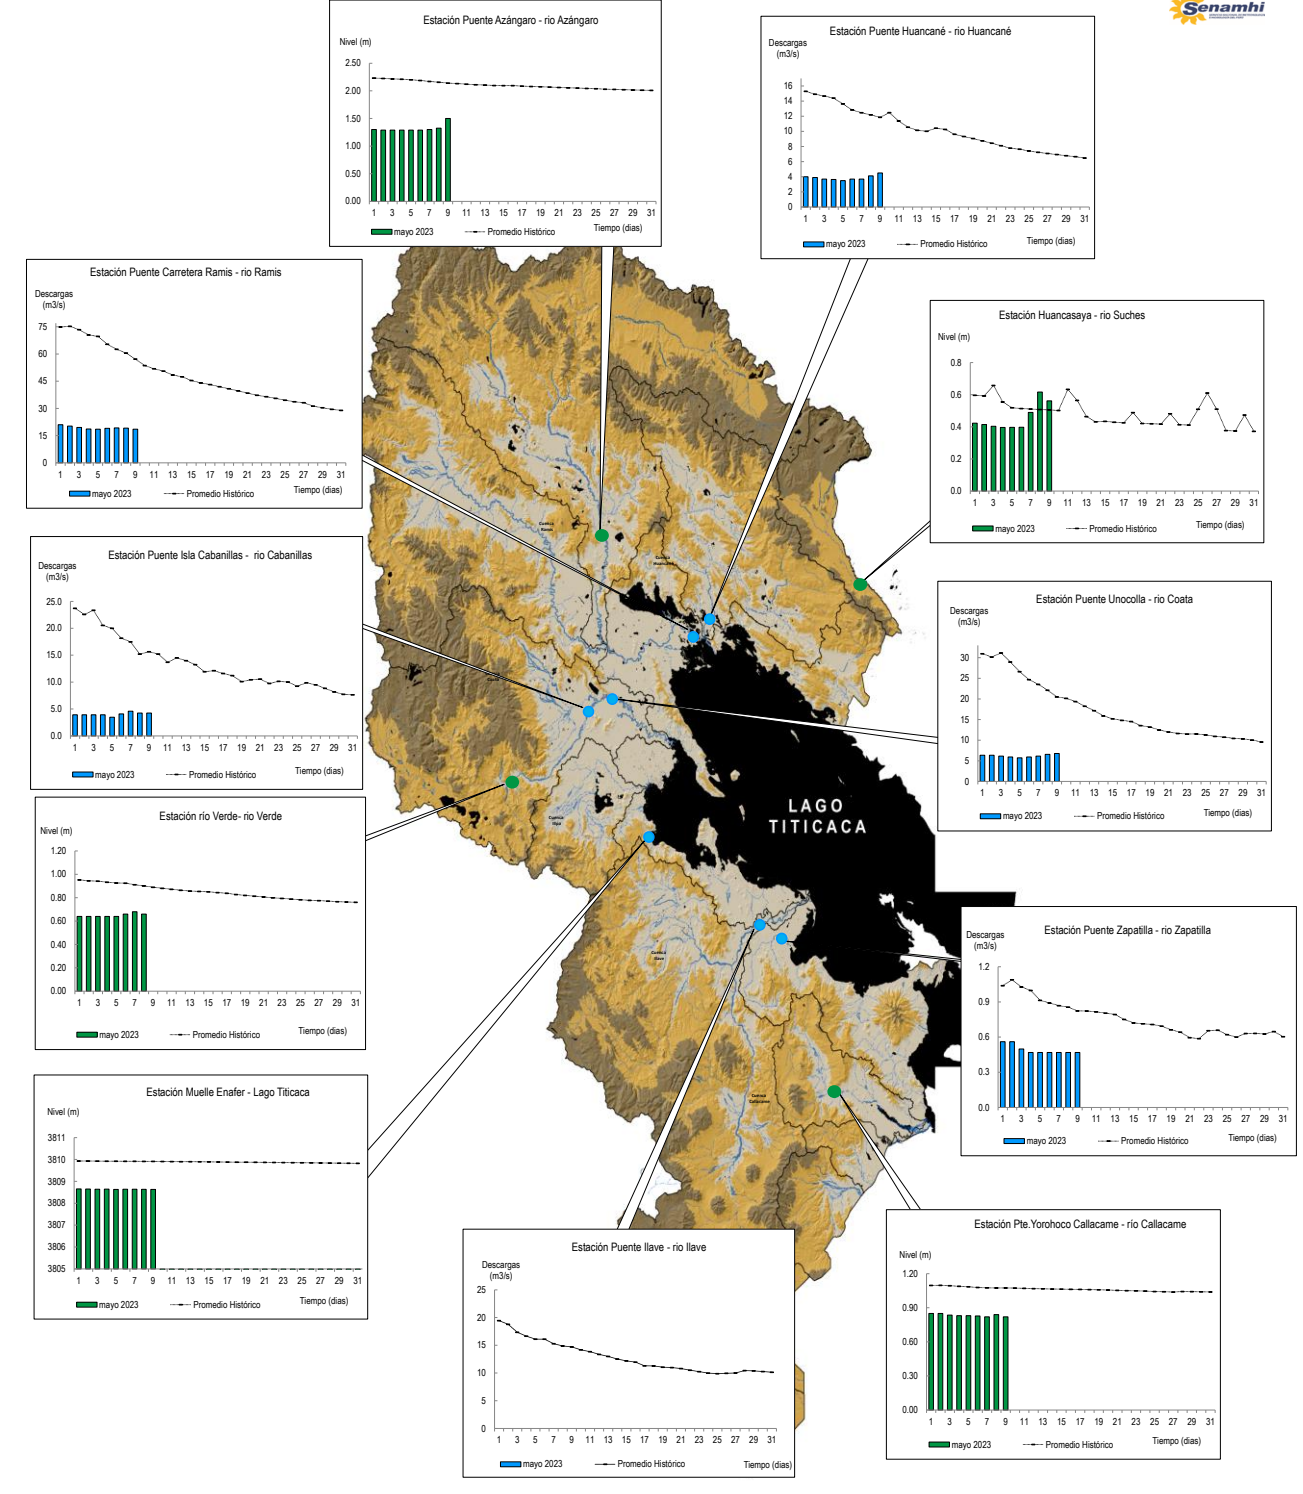 Senamhi
Estación Puente Azángaro - rio Azángaro
Nivel (m)
2.50
2.00
1.50
1.00
0.50
0.00
1 3 5 7 9 11 13 15 17 19 21 23 25 27 29 31
mayo 2023 Promedio Histórico Tiempo (dias)
Estación Puente Huancané - rio Huancané
Descargas
(m3/s)
16
14
12
10
8
6
4
2
0
1 3 5 7 9 11 13 15 17 19 21 23 25 27 29 31
mayo 2023 Promedio Histórico Tiempo (dias)
Estación Puente Carretera Ramis - rio Ramis
Descargas
(m3/s)
75
60
45
30
15
0
1 3 5 7 9 11 13 15 17 19 21 23 25 27 29 31
mayo 2023 Promedio Histórico Tiempo (dias)
Estación Huancasaya - rio Suches
Nivel (m)
0.8
0.6
0.4
0.2
0.0
1 3 5 7 9 11 13 15 17 19 21 23 25 27 29 31
mayo 2023 Promedio Histórico Tiempo (dias)
Estación Puente Isla Cabanillas - rio Cabanillas
Descargas
(m3/s)
25.0
20.0
15.0
10.0
5.0
0.0
1 3 5 7 9 11 13 15 17 19 21 23 25 27 29 31
mayo 2023 Promedio Histórico Tiempo (dias)
Estación Puente Unocolla - rio Coata
Descargas
(m3/s)
30
25
20
15
10
5
0
1 3 5 7 9 11 13 15 17 19 21 23 25 27 29 31
mayo 2023 Promedio Histórico Tiempo (dias)
LAGO
TITICACA
Estación río Verde- rio Verde
Nivel (m)
1.20
1.00
0.80
0.60
0.40
0.20
0.00
1 3 5 7 9 11 13 15 17 19 21 23 25 27 29 31
mayo 2023 Promedio Histórico Tiempo (dias)
Estación Puente Zapatilla - rio Zapatilla
Descargas
(m3/s)
1.2
0.9
0.6
0.3
0.0
1 3 5 7 9 11 13 15 17 19 21 23 25 27 29 31
mayo 2023 Promedio Histórico Tiempo (dias)
Estación Muelle Enafer - Lago Titicaca
Nivel (m)
3811
3810
3809
3808
3807
3806
3805
1 3 5 7 9 11 13 15 17 19 21 23 25 27 29 31
mayo 2023 Promedio Histórico Tiempo (dias)
Estación Puente Ilave - rio Ilave
Descargas
(m3/s)
25
20
15
10
5
0
1 3 5 7 9 11 13 15 17 19 21 23 25 27 29 31
mayo 2023 Promedio Histórico Tiempo (dias)
Estación Pte.Yorohoco Callacame - río Callacame
Nivel (m)
1.20
0.90
0.60
0.30
0.00
1 3 5 7 9 11 13 15 17 19 21 23 25 27 29 31
mayo 2023 Promedio Histórico Tiempo (dias)